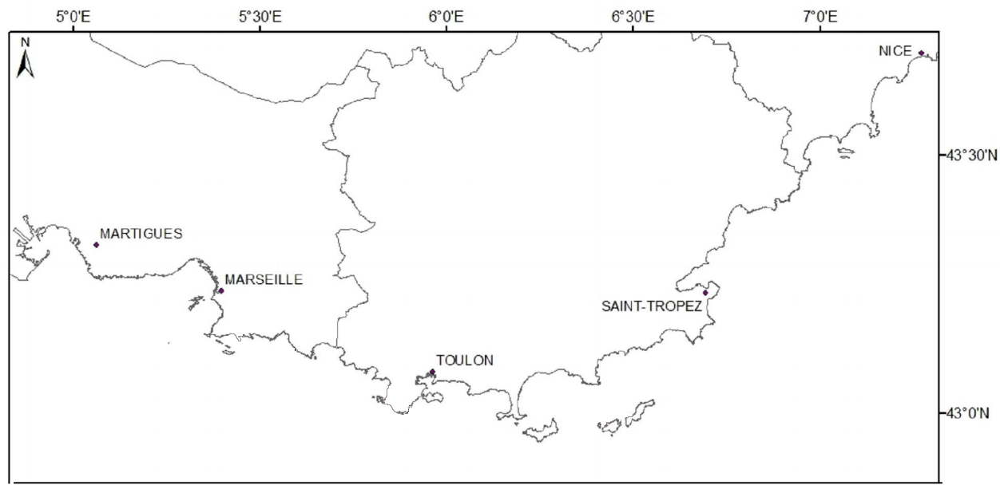 5°0'E 5°30'E 6°0'E 6°30'E 7°0'E
N
NICE
43°30'N
MARTIGUES
MARSEILLE
SAINT-TROPEZ
TOULON
43°0'N